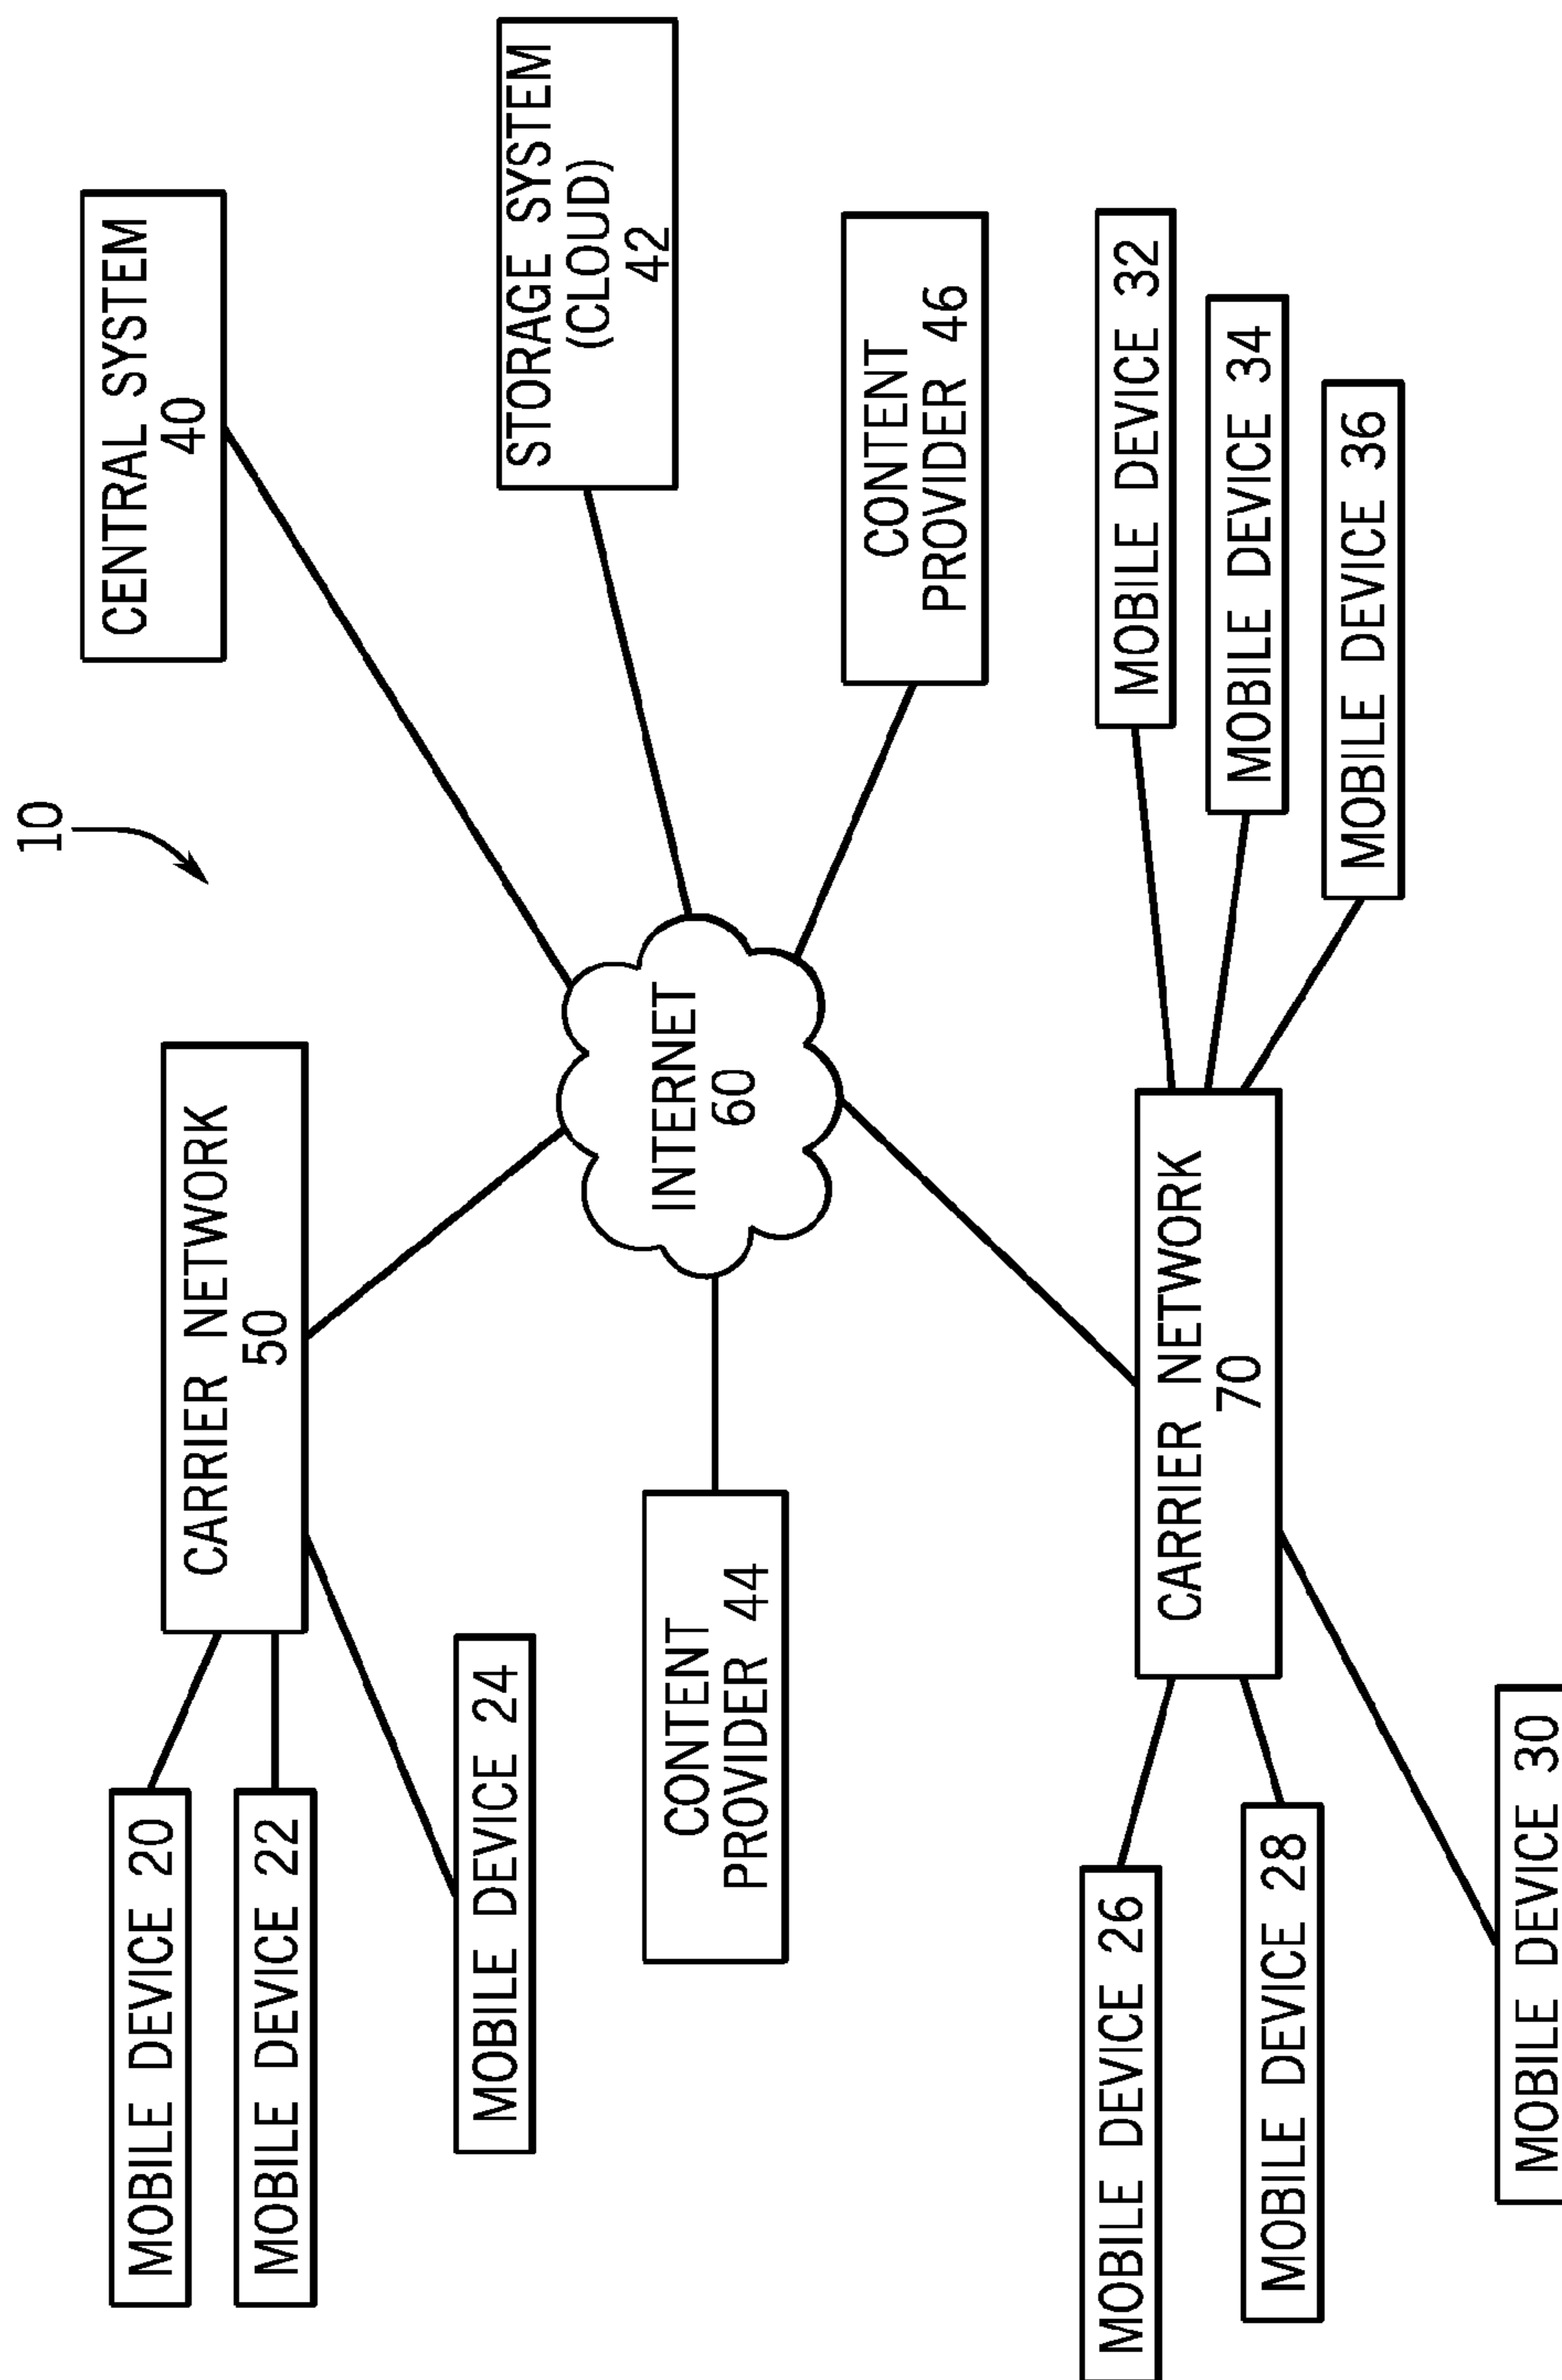 10
CENTRAL SYSTEM
40
CARRIER NETWORK
50
MOBILE DEVICE 20
MOBILE DEVICE 22
MOBILE DEVICE 24
STORAGE SYSTEM
(CLOUD)
42
INTERNET
60
CONTENT
PROVIDER 44
CONTENT
PROVIDER 46
CARRIER NETWORK
70
MOBILE DEVICE 26
MOBILE DEVICE 28
MOBILE DEVICE 30
MOBILE DEVICE 32
MOBILE DEVICE 34
MOBILE DEVICE 36